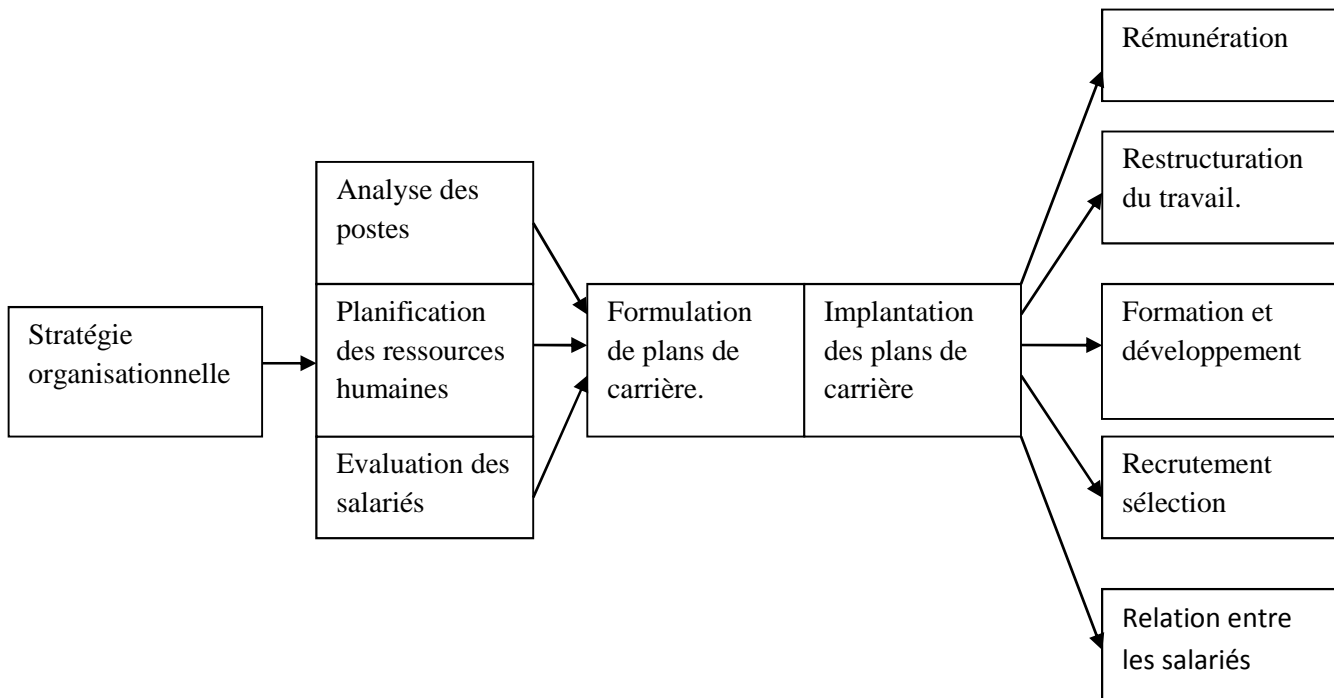 Stratégie
organisationnelle
Analyse des
postes
Planification
des ressources
humaines
Evaluation des
salariés
Formulation
de plans de
carrière.
Implantation
des plans de
carrière
Rémunération
Restructuration
du travail.
Formation et
développement
Recrutement
sélection
Relation entre
les salariés